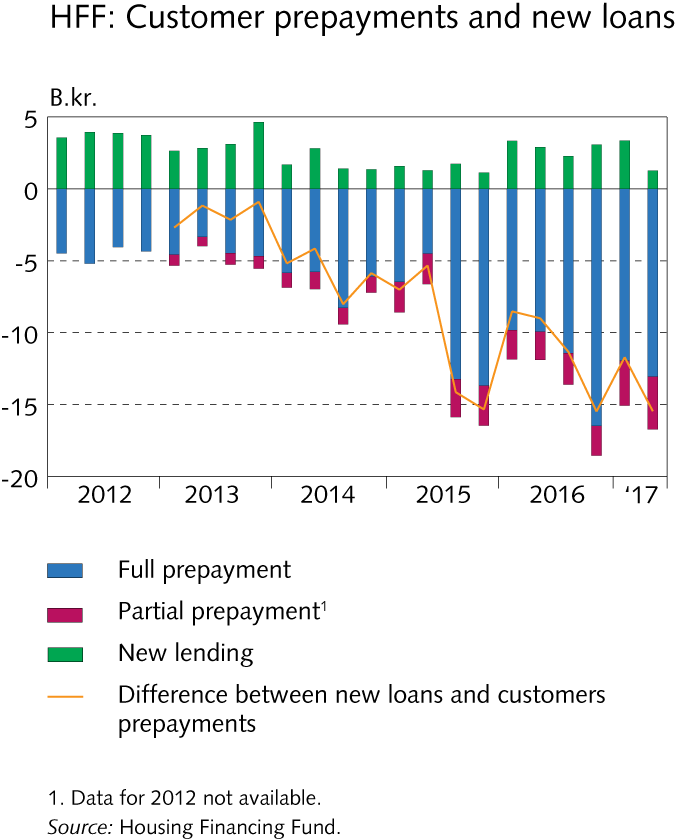 HFF: Customer prepayments and new loans
B.kr.
5
0
-5
-10
-15
-20
2012 2013 2014 2015 2016 ‘17
Full prepayment
Partial prepayment¹
New lending
Difference between new loans and customers
prepayments
1. Data for 2012 not available.
Source: Housing Financing Fund.